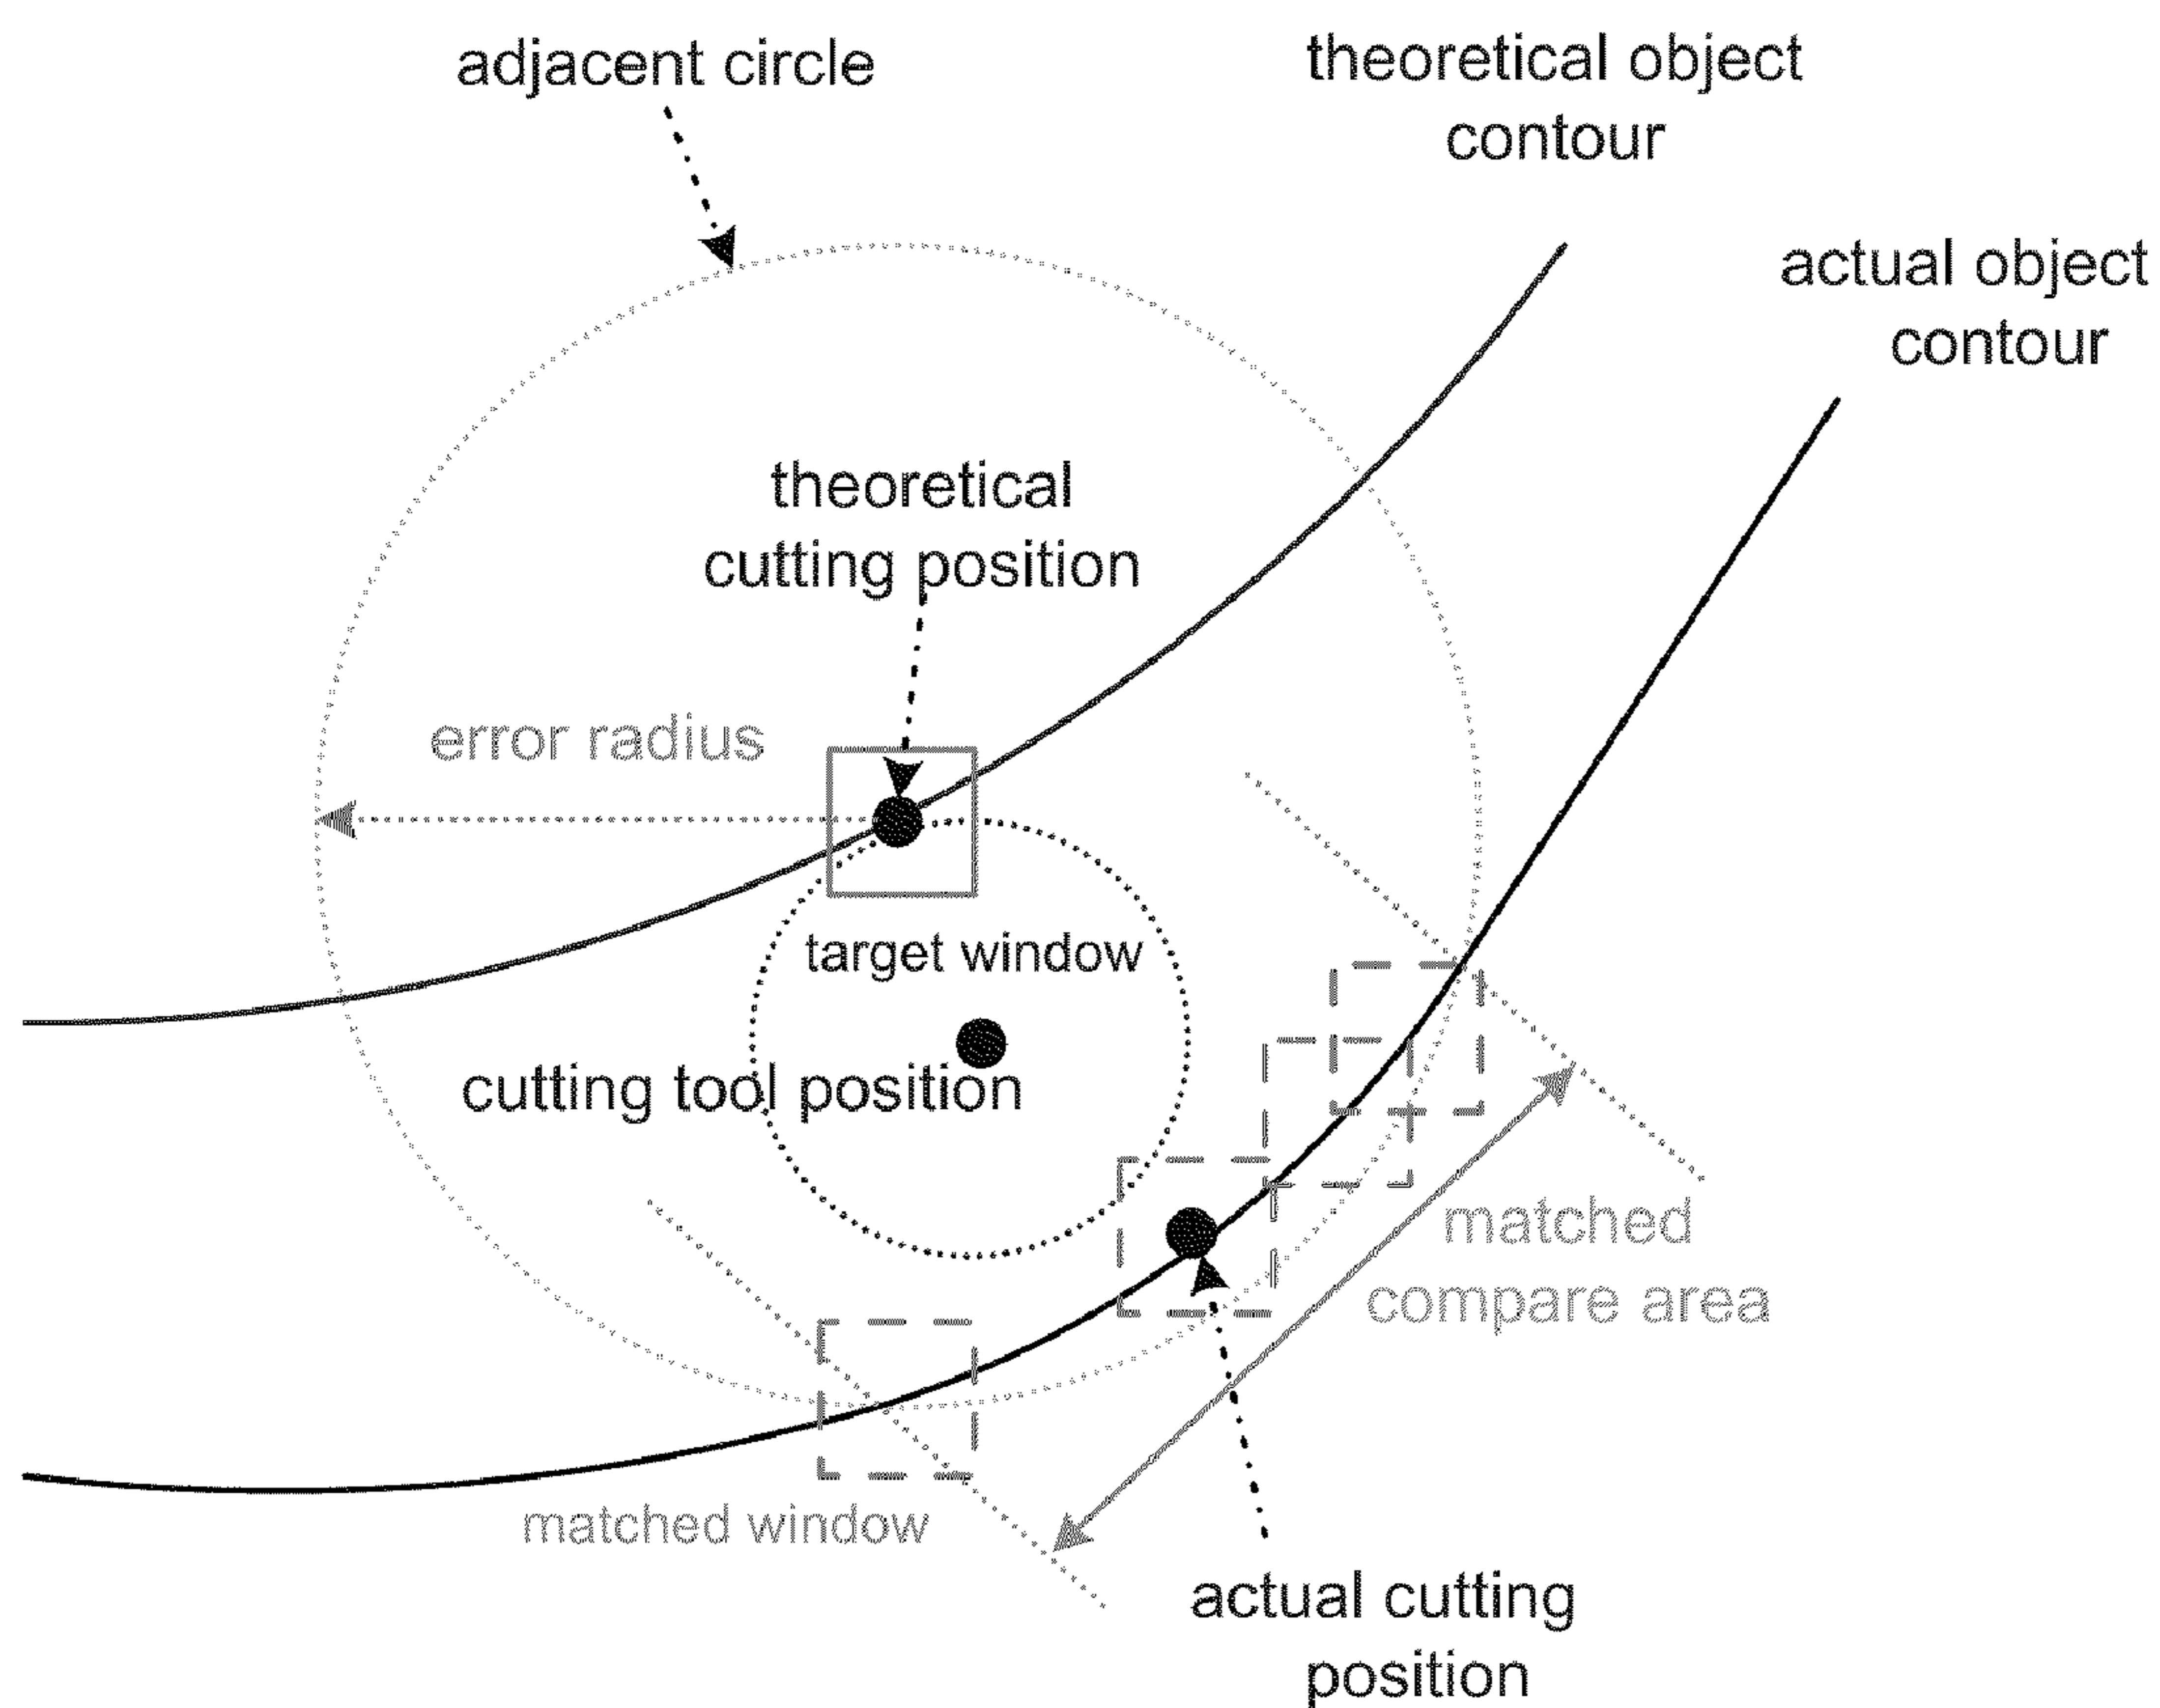 adjacent circle
theoretical object
contour
actual object
contour
theoretical
cutting position
error radius
target window
cutting tool position
matched
compare area
matched window
actual cutting
position